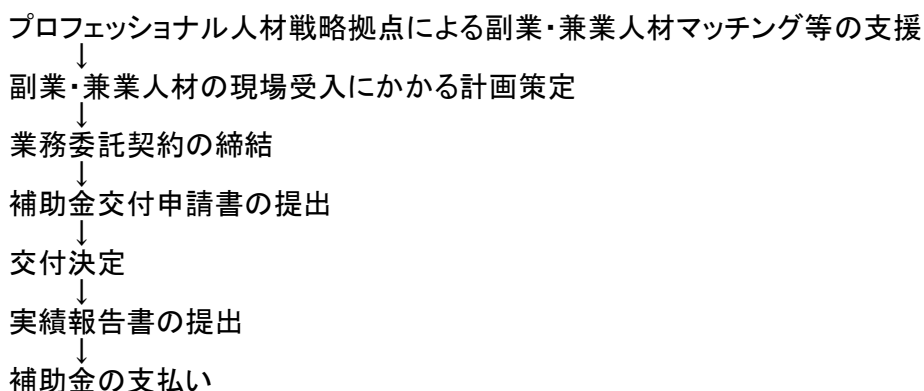 プロフェッショナル人材戦略拠点による副業・兼業人材マッチング等の支援
↓
副業・兼業人材の現場受入にかかる計画策定
↓
業務委託契約の締結
↓
補助金交付申請書の提出
↓
交付決定
↓
実績報告書の提出
↓
補助金の支払い